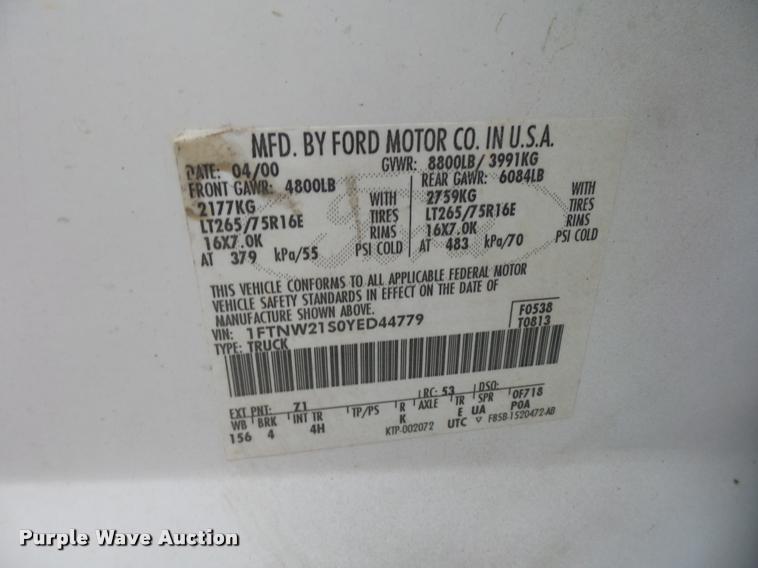 MFD. BY FORD MOTOR CO. IN U.S.A.
DATE: 04/00 GVWR: 8800LB/ 3991KG
FRONT GAWR: 4800LB REAR GAWR: 6084LB
2177KG WITH 2759KG WITH
LT265/75R16E TIRES LT265/75R16E TIRES
16X7.0K RIMS 16X7.0K RIMS
AT 379 kPa/55 PSI COLD AT 483 kPa/70 PSI COLD
THIS VEHICLE CONFORMS TO ALL APPLICABLE FEDERAL MOTOR
VEHICLE SAFETY STANDARDS IN EFFECT ON THE DATE OF
MANUFACTURE SHOWN ABOVE.
VIN: 1FTNW21S0YED44779 F0538
TYPE: TRUCK T0813
EXT PNT: Z1 RC: 53 DSO:
WB BRK INT TR TP/PS R AXLE TR SPR 0F718
156 4 4H K E UA P0A
KTP-002072 UTC ▽ F85B-1520472-AB
Purple Wave Auction